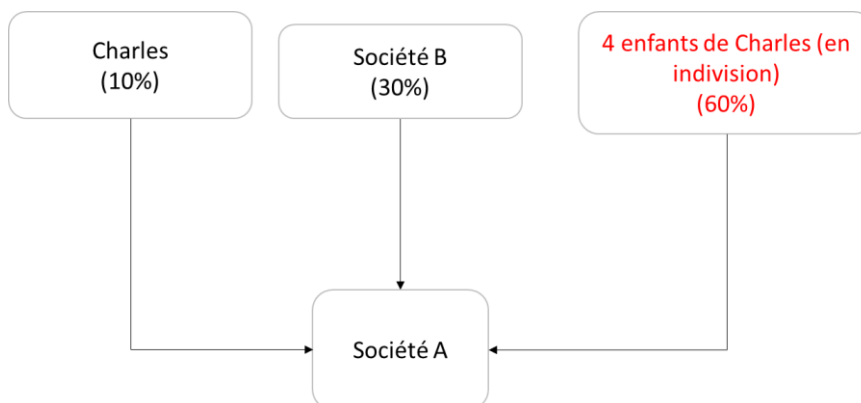 Charles
(10%)
Société B
(30%)
4 enfants de Charles (en
indivision)
(60%)
Société A